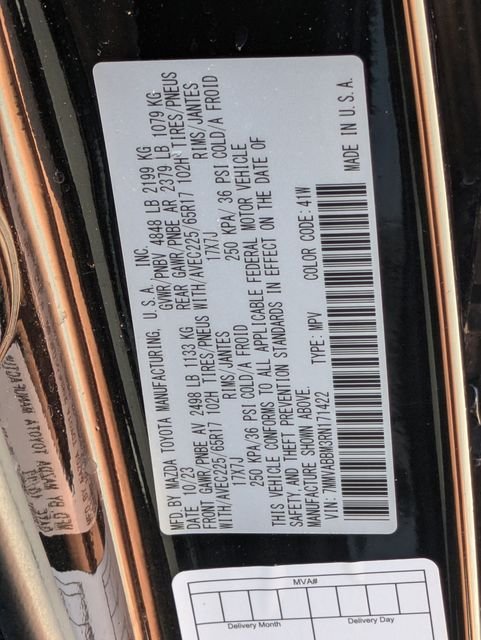 MFD BY MAZDA TOYOTA MANUFACTURING, U.S.A., INC.
DATE 10/23 GVWR/PNBV 4848 LB 2199 KG
FRONT GAWR/PNBE AV 2498 LB 1133 KG REAR GAWR/PNBE AR 2379 LB 1079 KG
WITH/AVEC225/65R17 102H TIRES/PNEUS WITH/AVEC225/65R17 102H TIRES/PNEUS
17X7J RIMS/JANTES 17X7J RIMS/JANTES
250 KPA/36 PSI COLD/A FROID 250 KPA/ 36 PSI COLD/A FROID
THIS VEHICLE CONFORMS TO ALL APPLICABLE FEDERAL MOTOR VEHICLE
SAFETY, AND THEFT PREVENTION STANDARDS IN EFFECT ON THE DATE OF
MANUFACTURE SHOWN ABOVE.
VIN: 7MMVABBM3RN171422 TYPE: MPV COLOR CODE: 41W MADE IN U.S.A.
MVA#
Delivery Month Delivery Day